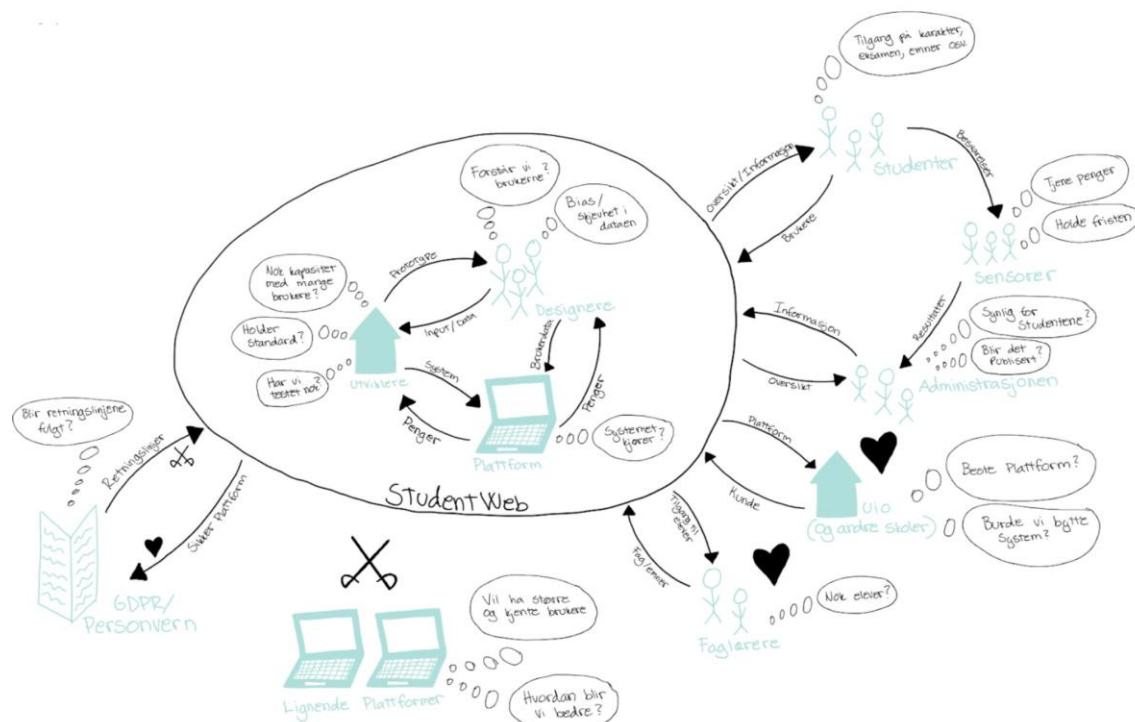 Tilgang på karakter,
eksamen, emner osv.
Studenter
Besvarelser
Oversikt/Informasjon
Brukere
Tjene penger
Holde fristen
Sensorer
Resultater
Synlig for
Studentene?
Blir det
Publisert?
Administrasjonen
Informasjon
Oversikt
Forstår vi
brukerne?
Bias/
skjevhet i
dataen
Designere
Prototype
Input/Data
Nok kapasitet
med mange
brukere?
Holder
standard?
Har vi
testet nok?
Utviklere
System
Penger
Brukerdata
Penger
Plattform
Systemet
kjører?
StudentWeb
Plattform
Kunde
UiO
(og andre skoler)
Beste Plattform?
Burde vi bytte
System?
Tilgang til
elever
Fag/emner
Faglærere
Nok elever?
Blir retningslinjene
fulgt?
Retningslinjer
Sikker Plattform
GDPR/
Personvern
Vil ha større
og kjente brukere
Hvordan blir
vi bedre?
Lignende Plattformer